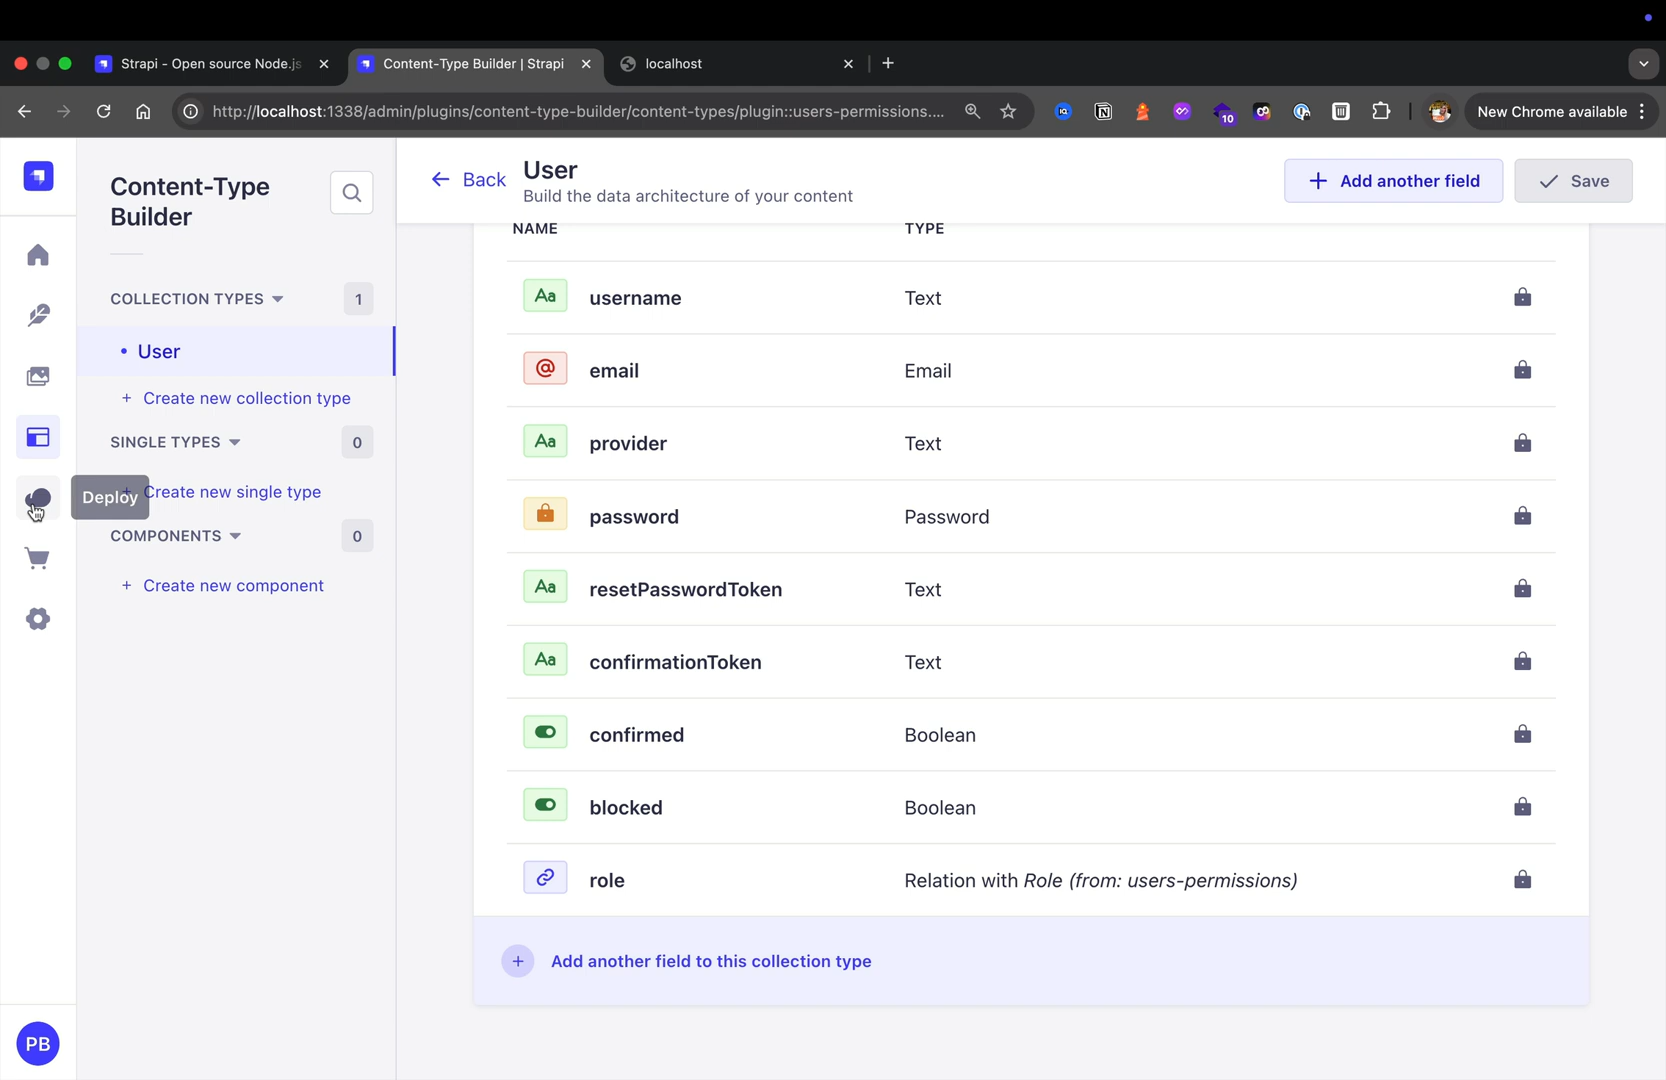 Strapi - Open source Node.js
Content-Type Builder | Strapi
localhost
http://localhost:1338/admin/plugins/content-type-builder/content-types/plugin::users-permissions....
10
New Chrome available
Content-Type
Builder
COLLECTION TYPES
1
User
+ Create new collection type
SINGLE TYPES
0
Deploy
+ Create new single type
COMPONENTS
0
+ Create new component
PB
Back
User
Build the data architecture of your content
+ Add another field
Save
NAME
TYPE
Aa username Text
@ email Email
Aa provider Text
password Password
Aa resetPasswordToken Text
Aa confirmationToken Text
confirmed Boolean
blocked Boolean
role Relation with Role (from: users-permissions)
+ Add another field to this collection type